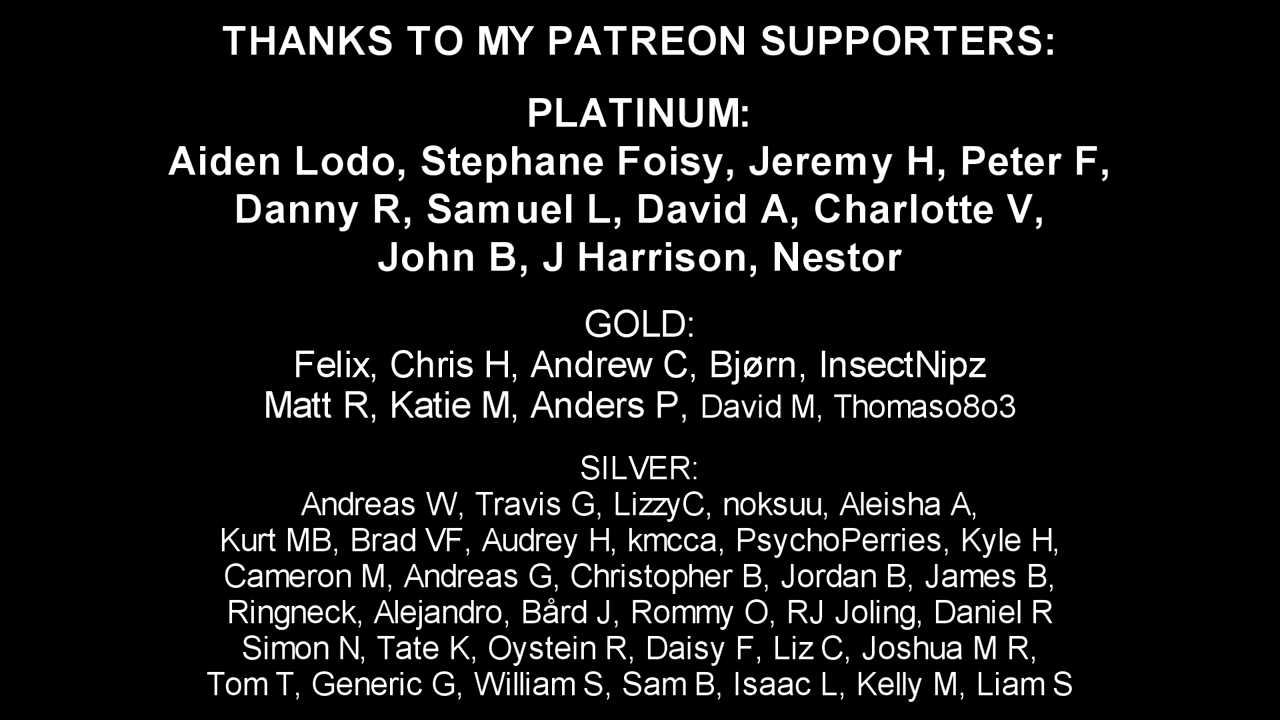 THANKS TO MY PATREON SUPPORTERS:
PLATINUM:
Aiden Lodo, Stephane Foisy, Jeremy H, Peter F,
Danny R, Samuel L, David A, Charlotte V,
John B, J Harrison, Nestor
GOLD:
Felix, Chris H, Andrew C, Bjørn, InsectNipz
Matt R, Katie M, Anders P, David M, Thomaso8o3
SILVER:
Andreas W, Travis G, LizzyC, noksuu, Aleisha A,
Kurt MB, Brad VF, Audrey H, kmcca, PsychoPerries, Kyle H,
Cameron M, Andreas G, Christopher B, Jordan B, James B,
Ringneck, Alejandro, Bård J, Rommy O, RJ Joling, Daniel R
Simon N, Tate K, Oystein R, Daisy F, Liz C, Joshua M R,
Tom T, Generic G, William S, Sam B, Isaac L, Kelly M, Liam S